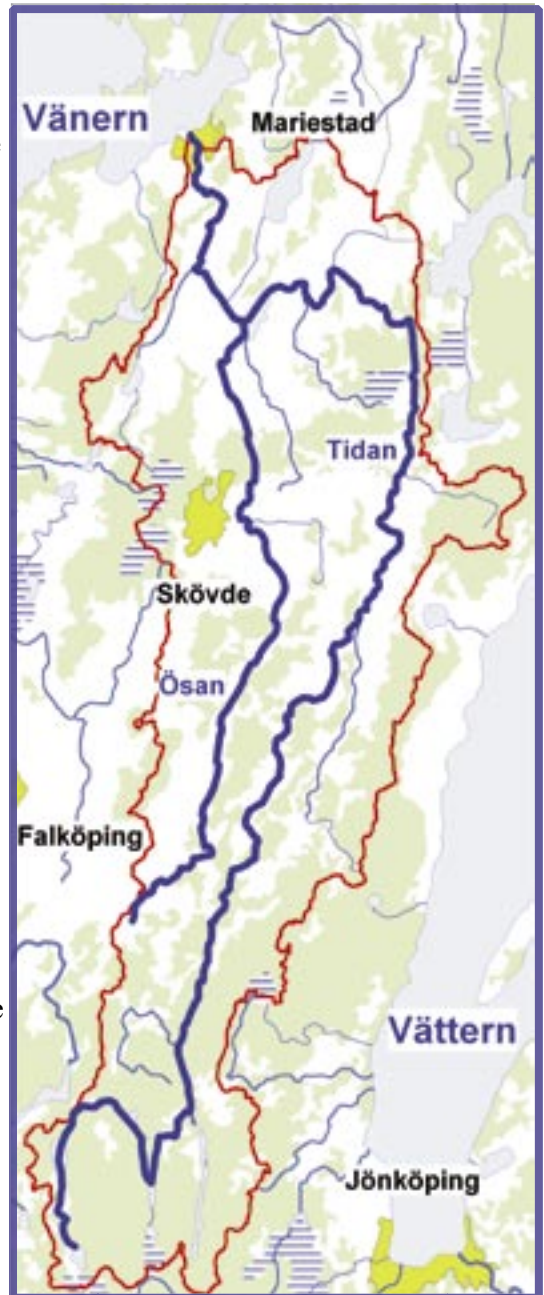 Vänern
Mariestad
Tidan
Skövde
Ösan
Falköping
Vättern
Jönköping